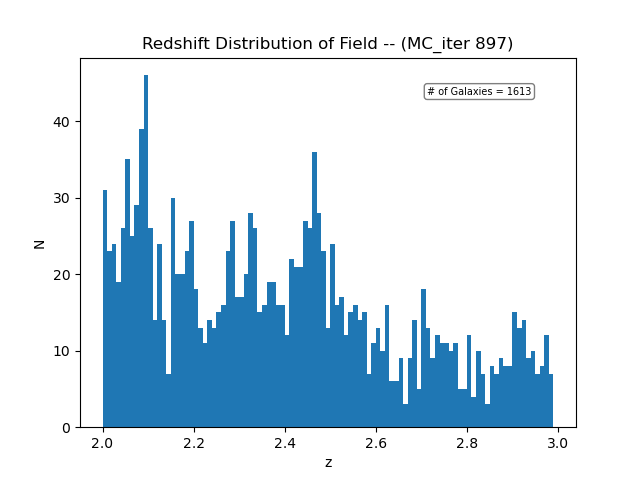 Redshift Distribution of Field -- (MC_iter 897)
# of Galaxies = 1613
N
40
30
20
10
0
2.0 2.2 2.4 2.6 2.8 3.0
z